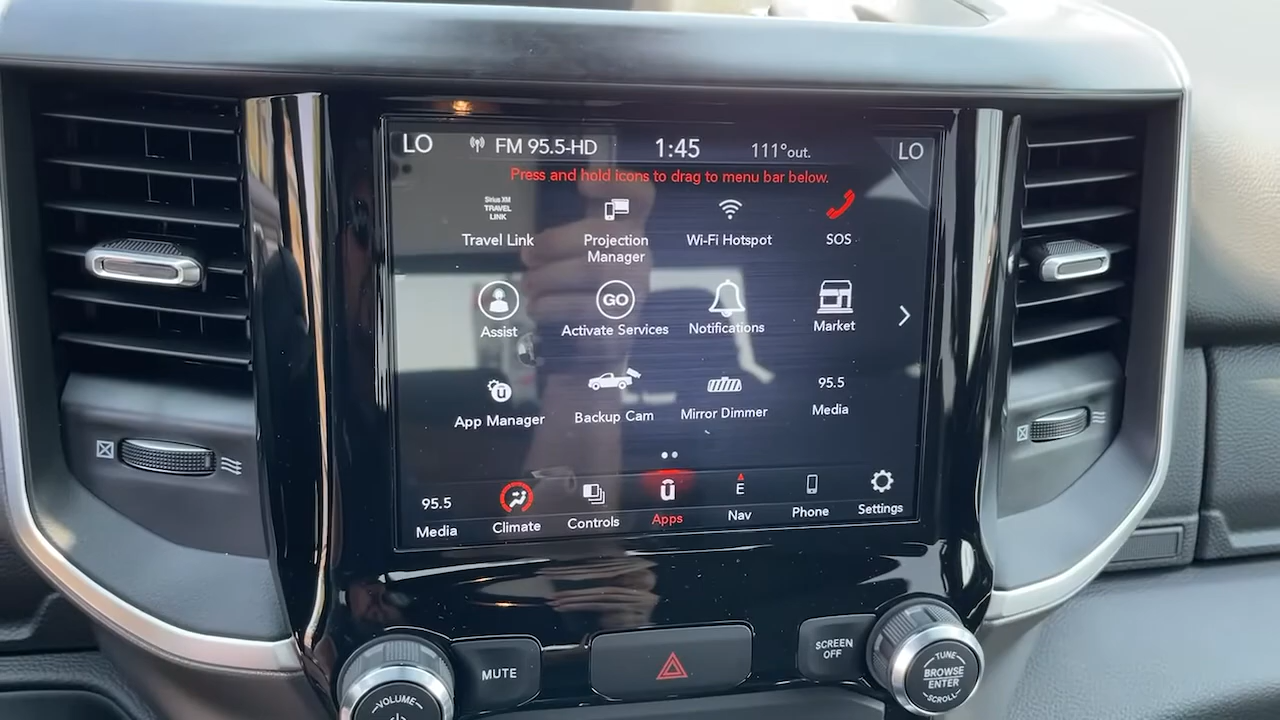 LO FM 95.5-HD 1:45 111°out. LO
Press and hold icons to drag to menu bar below.
Sirius XM
TRAVEL
LINK
Travel Link
Projection
Manager
Wi-Fi Hotspot
SOS
Assist
GO
Activate Services
Notifications
Market
App Manager
Backup Cam
Mirror Dimmer
95.5
Media
95.5
Media
Climate
Controls
Apps
E
Nav
Phone
Settings
VOLUME
MUTE
SCREEN
OFF
TUNE
BROWSE
ENTER
SCROLL